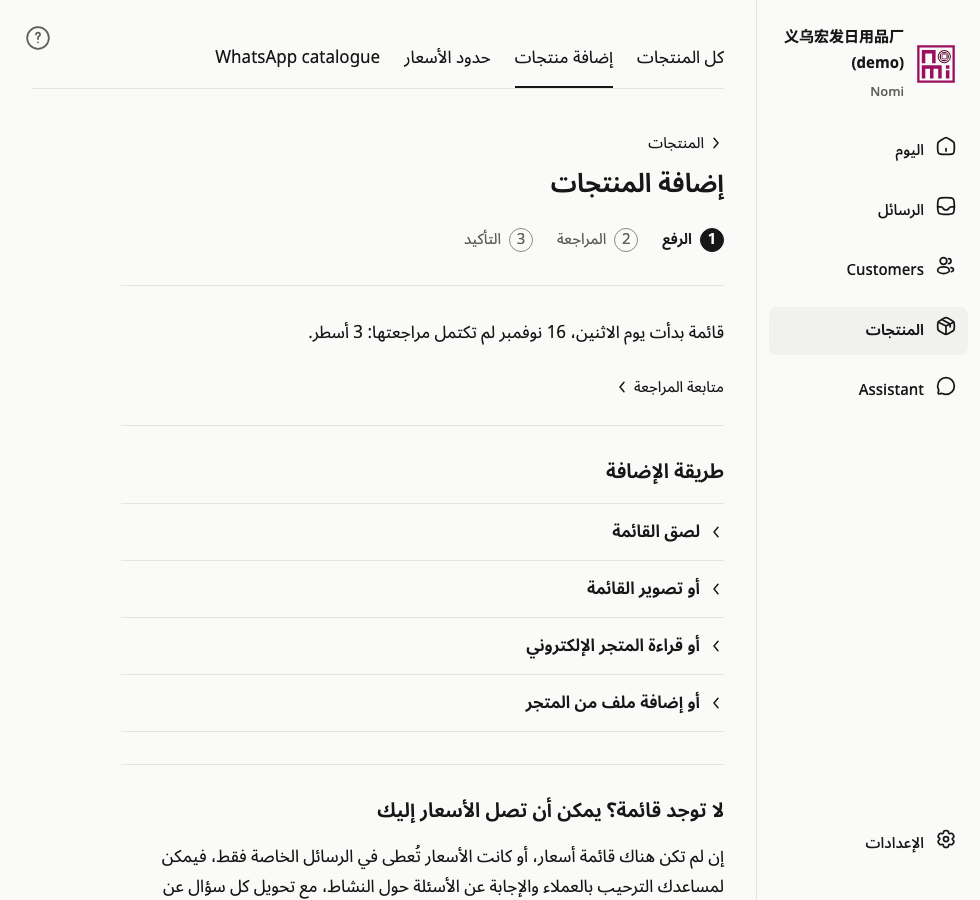 义乌宏发日用品厂
(demo)
Nomi
اليوم
الرسائل
Customers
المنتجات
Assistant
الإعدادات
كل المنتجات
إضافة منتجات
حدود الأسعار
WhatsApp catalogue
?
المنتجات
إضافة المنتجات
1 الرفع
2 المراجعة
3 التأكيد
قائمة بدأت يوم الاثنين، 16 نوفمبر لم تكتمل مراجعتها: 3 أسطر.
متابعة المراجعة
طريقة الإضافة
لصق القائمة
أو تصوير القائمة
أو قراءة المتجر الإلكتروني
أو إضافة ملف من المتجر
لا توجد قائمة؟ يمكن أن تصل الأسعار إليك
إن لم تكن هناك قائمة أسعار، أو كانت الأسعار تُعطى في الرسائل الخاصة فقط، فيمكن
لمساعدك الترحيب بالعملاء والإجابة عن الأسئلة حول النشاط، مع تحويل كل سؤال عن